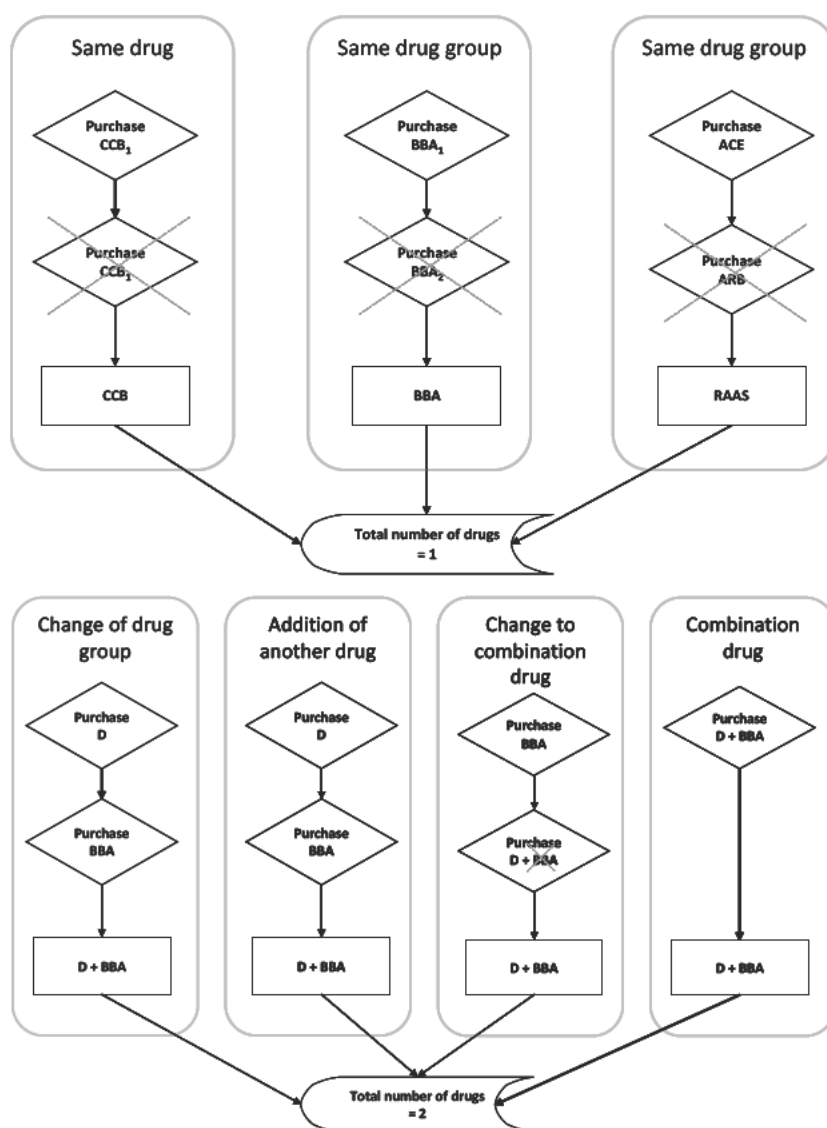 Same drug
Purchase
CCB₁
Purchase
CCB₁
CCB
Same drug group
Purchase
BBA₁
Purchase
BBA₂
BBA
Same drug group
Purchase
ACE
Purchase
ARB
RAAS
Total number of drugs
= 1
Change of drug
group
Purchase
D
Purchase
BBA
D + BBA
Addition of
another drug
Purchase
D
Purchase
BBA
D + BBA
Change to
combination
drug
Purchase
BBA
Purchase
D + BBA
D + BBA
Combination
drug
Purchase
D + BBA
D + BBA
Total number of drugs
= 2